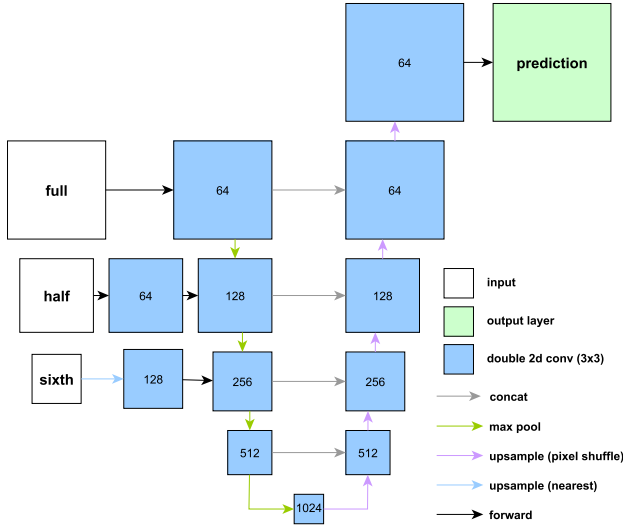 64
prediction
full
64
64
half
64
128
128
sixth
128
256
256
512
512
1024
input
output layer
double 2d conv (3x3)
concat
max pool
upsample (pixel shuffle)
upsample (nearest)
forward